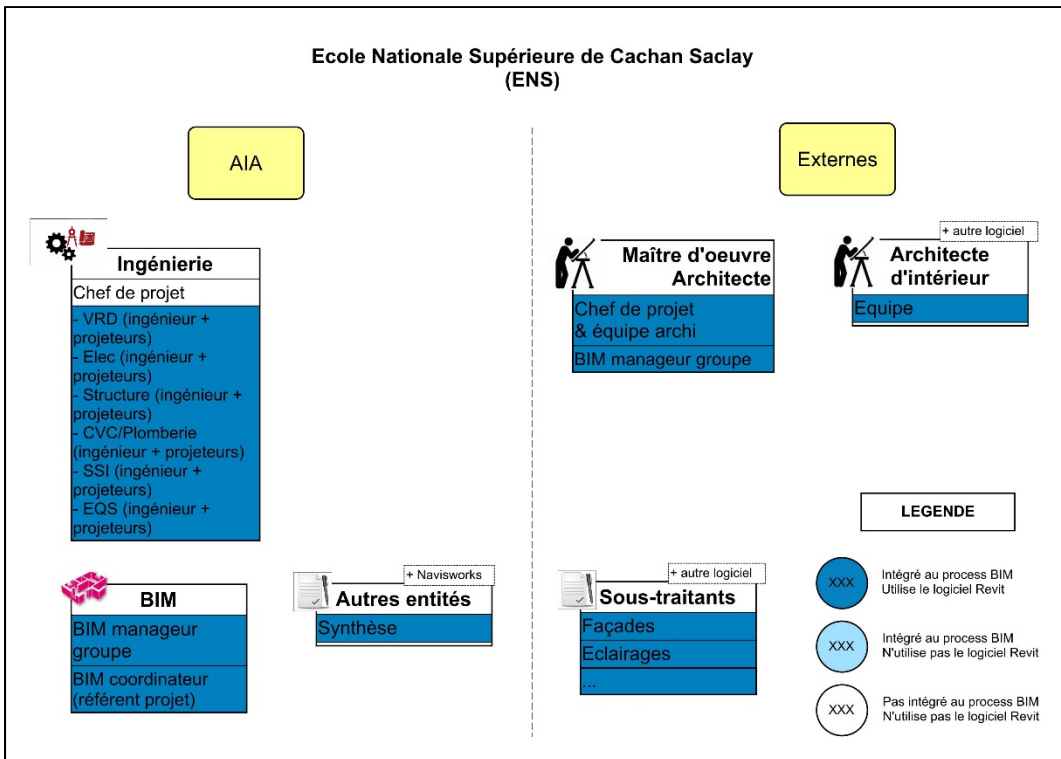 Ecole Nationale Supérieure de Cachan Saclay
(ENS)
AIA
Externes
Ingénierie
Chef de projet
- VRD (ingénieur +
projeteurs)
- Elec (ingénieur +
projeteurs)
- Structure (ingénieur +
projeteurs)
- CVC/Plomberie
(ingénieur + projeteurs)
- SSI (ingénieur +
projeteurs)
- EQS (ingénieur +
projeteurs)
Maître d'oeuvre
Architecte
Chef de projet
& équipe archi
BIM manageur groupe
+ autre logiciel
Architecte
d'intérieur
Equipe
BIM
BIM manageur
groupe
BIM coordinateur
(référent projet)
+ Navisworks
Autres entités
Synthèse
+ autre logiciel
Sous-traitants
Façades
Eclairages
...
LEGENDE
XXX
Intégré au process BIM
Utilise le logiciel Revit
XXX
Intégré au process BIM
N'utilise pas le logiciel Revit
XXX
Pas intégré au process BIM
N'utilise pas le logiciel Revit